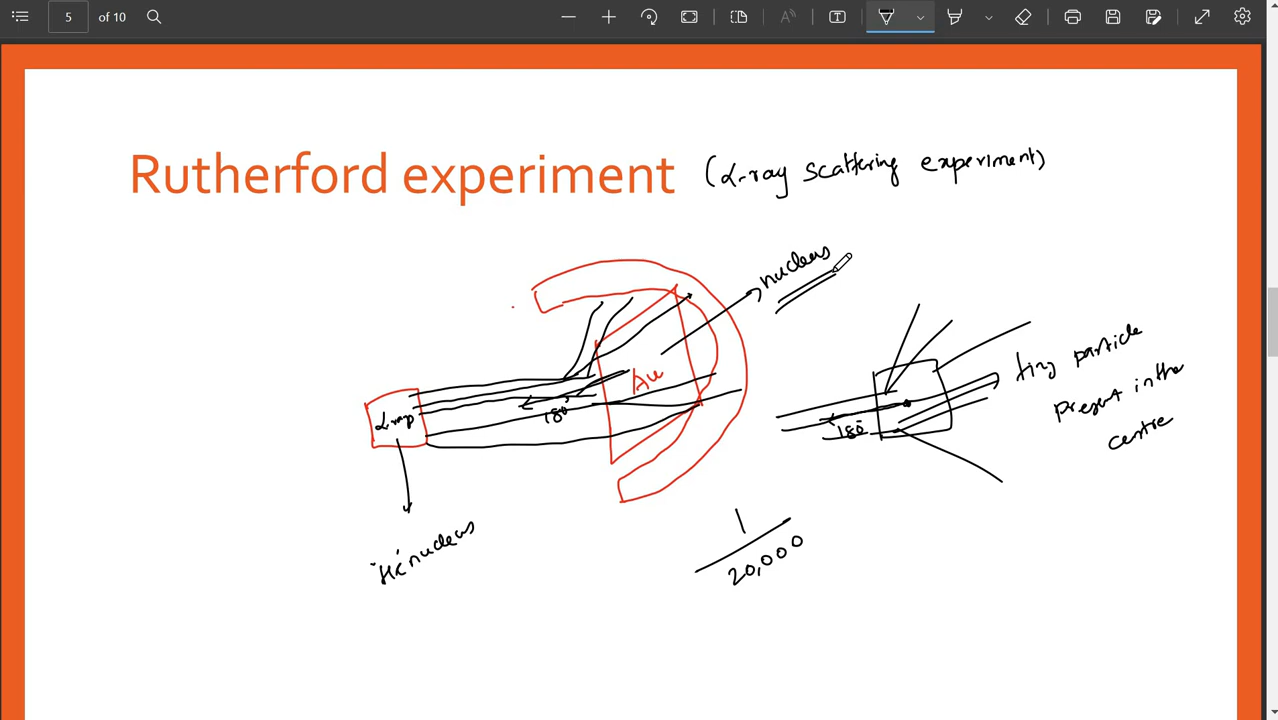 5 of 10
Rutherford experiment (α-ray scattering experiment)
nucleus
Au
180°
α-ray
He nucleus
1
20,000
180°
tiny particle
present in the
centre